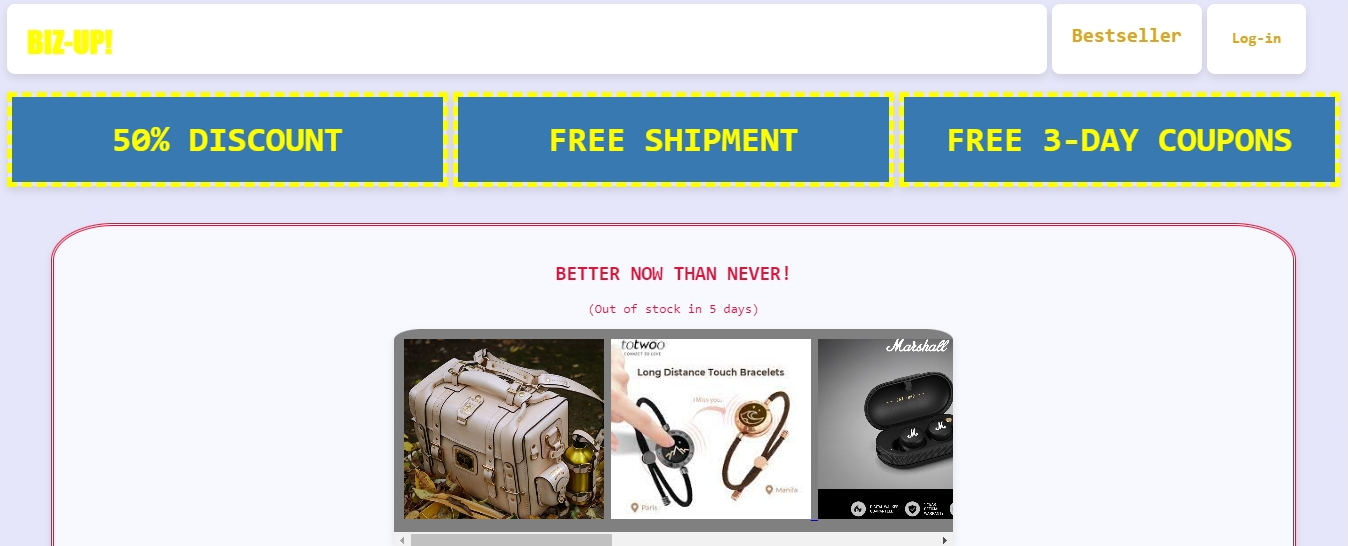 BIZ-UP!
Bestseller
Log-in
50% DISCOUNT
FREE SHIPMENT
FREE 3-DAY COUPONS
BETTER NOW THAN NEVER!
(Out of stock in 5 days)
totwoo
CONNECT TO LOVE
Long Distance Touch Bracelets
I Miss you...
Paris
Manila
Marshall